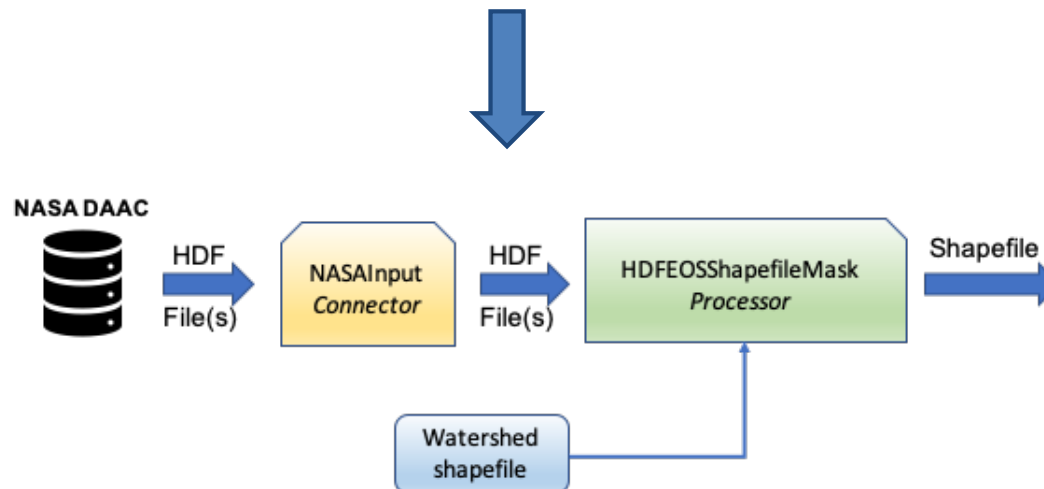 NASA DAAC
HDF
File(s)
NASAInput
Connector
HDF
File(s)
HDFEOSShapefileMask
Processor
Shapefile
Watershed
shapefile